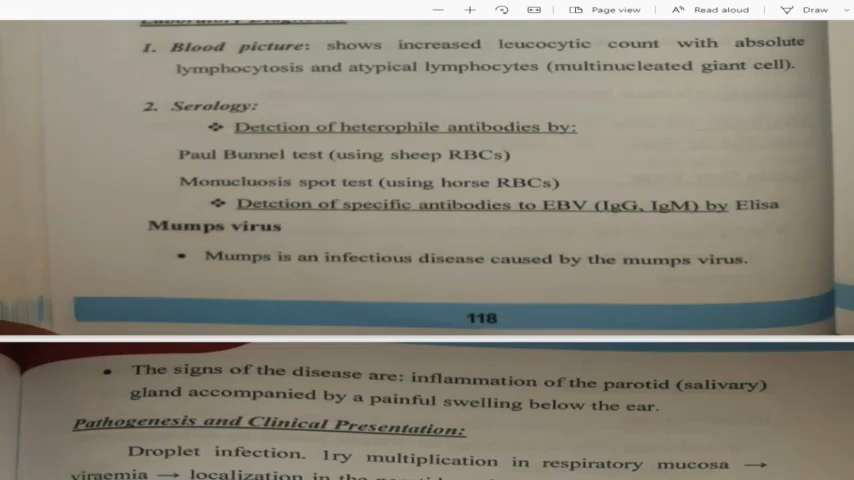 Page view
Read aloud
Draw
1. Blood picture: shows increased leucocytic count with absolute
lymphocytosis and atypical lymphocytes (multinucleated giant cell).
2. Serology:
❖ Detction of heterophile antibodies by:
Paul Bunnel test (using sheep RBCs)
Monucluosis spot test (using horse RBCs)
❖ Detction of specific antibodies to EBV (IgG, IgM) by Elisa
Mumps virus
• Mumps is an infectious disease caused by the mumps virus.
118
• The signs of the disease are: inflammation of the parotid (salivary)
gland accompanied by a painful swelling below the ear.
Pathogenesis and Clinical Presentation:
Droplet infection. 1ry multiplication in respiratory mucosa →
viraemia → localization in the